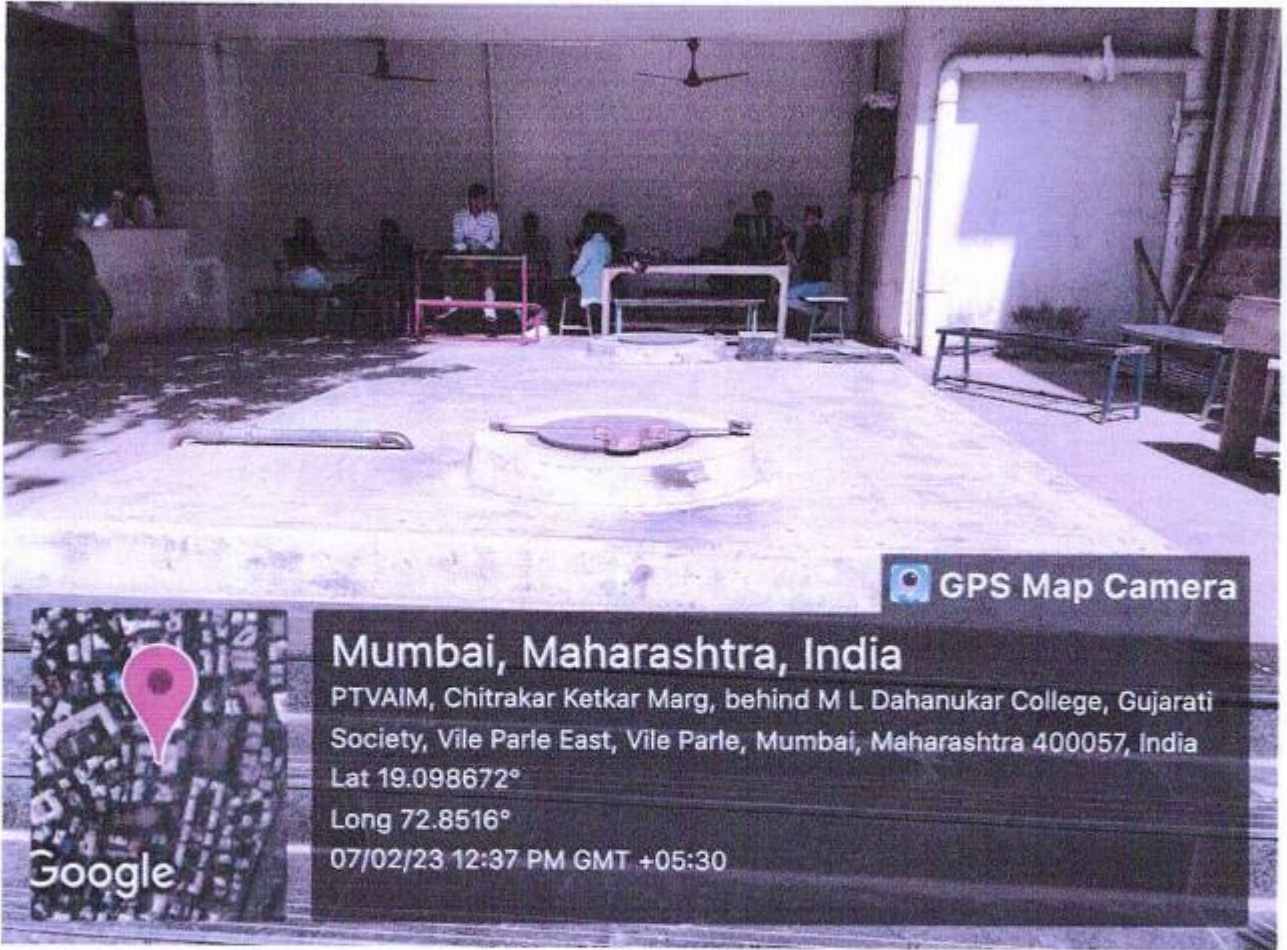 GPS Map Camera
Mumbai, Maharashtra, India
PTVAIM, Chitrakar Ketkar Marg, behind M L Dahanukar College, Gujarati
Society, Vile Parle East, Vile Parle, Mumbai, Maharashtra 400057, India
Lat 19.098672°
Long 72.8516°
07/02/23 12:37 PM GMT +05:30
Google